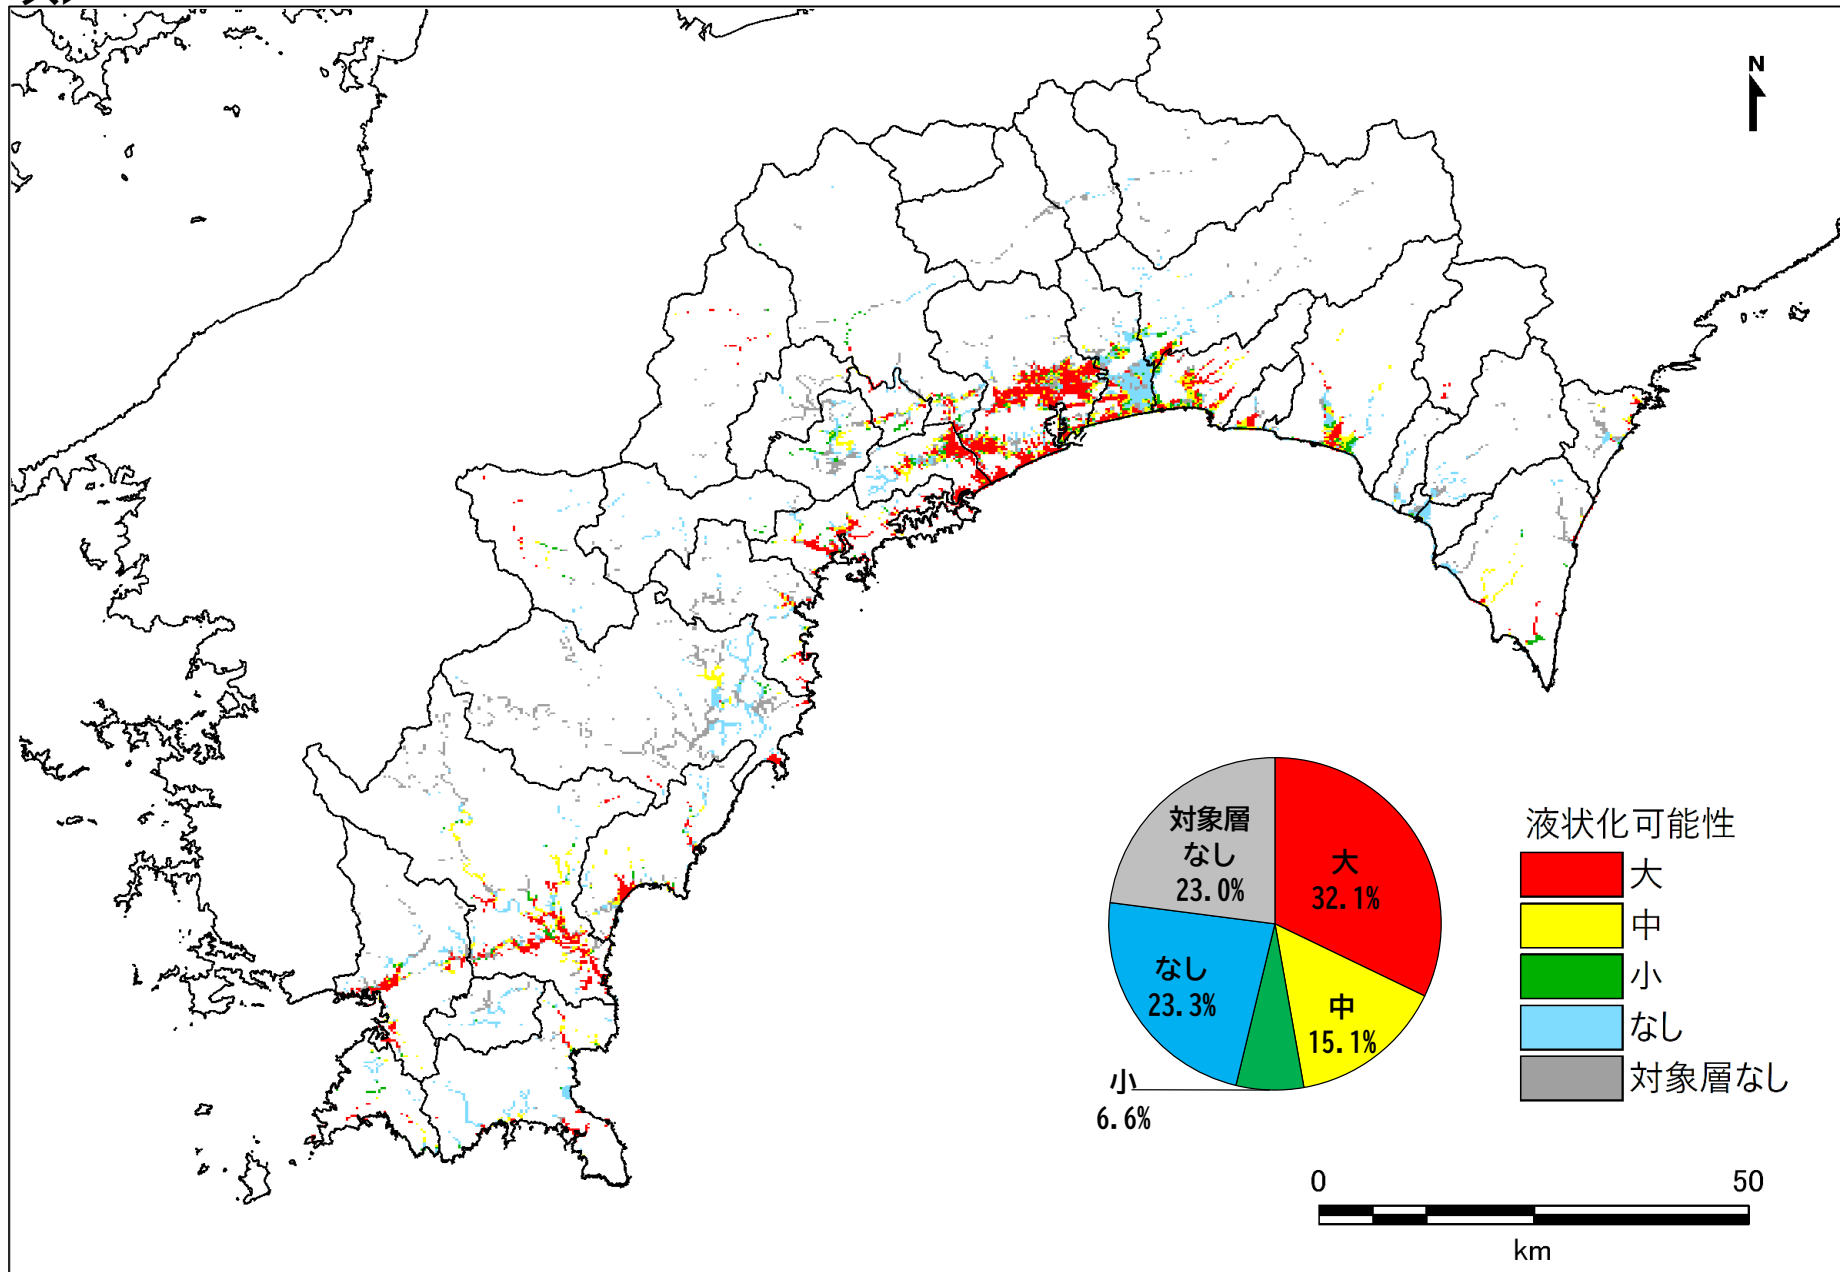 N
対象層
なし
23.0%
大
32.1%
なし
23.3%
中
15.1%
小
6.6%
液状化可能性
大
中
小
なし
対象層なし
0 50
km